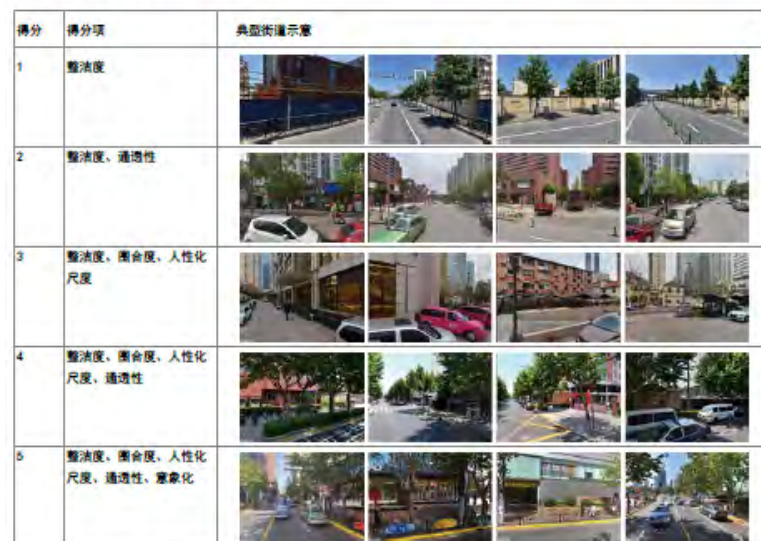 得分 得分项 典型街道示意
1 整洁度
2 整洁度、通透性
3 整洁度、围合度、人性化
尺度
4 整洁度、围合度、人性化
尺度、通透性
5 整洁度、围合度、人性化
尺度、通透性、意象化